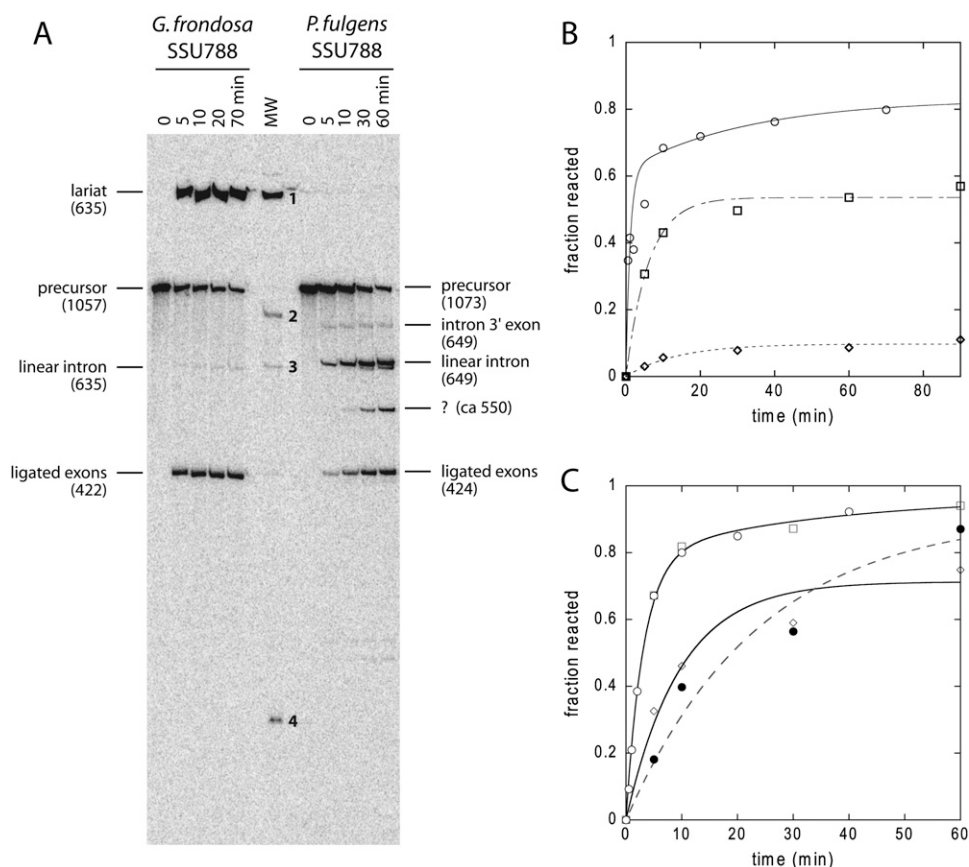 A
G. frondosa
SSU788
P. fulgens
SSU788
0 5 10 20 70 min MW 0 5 10 30 60 min
lariat
(635)
1
precursor
(1057)
precursor
(1073)
2
intron 3' exon
(649)
linear intron
(635)
3
linear intron
(649)
? (ca 550)
ligated exons
(422)
ligated exons
(424)
4
B
fraction reacted
1
0.8
0.6
0.4
0.2
0
0 20 40 60 80
time (min)
C
fraction reacted
1
0.8
0.6
0.4
0.2
0
0 10 20 30 40 50 60
time (min)